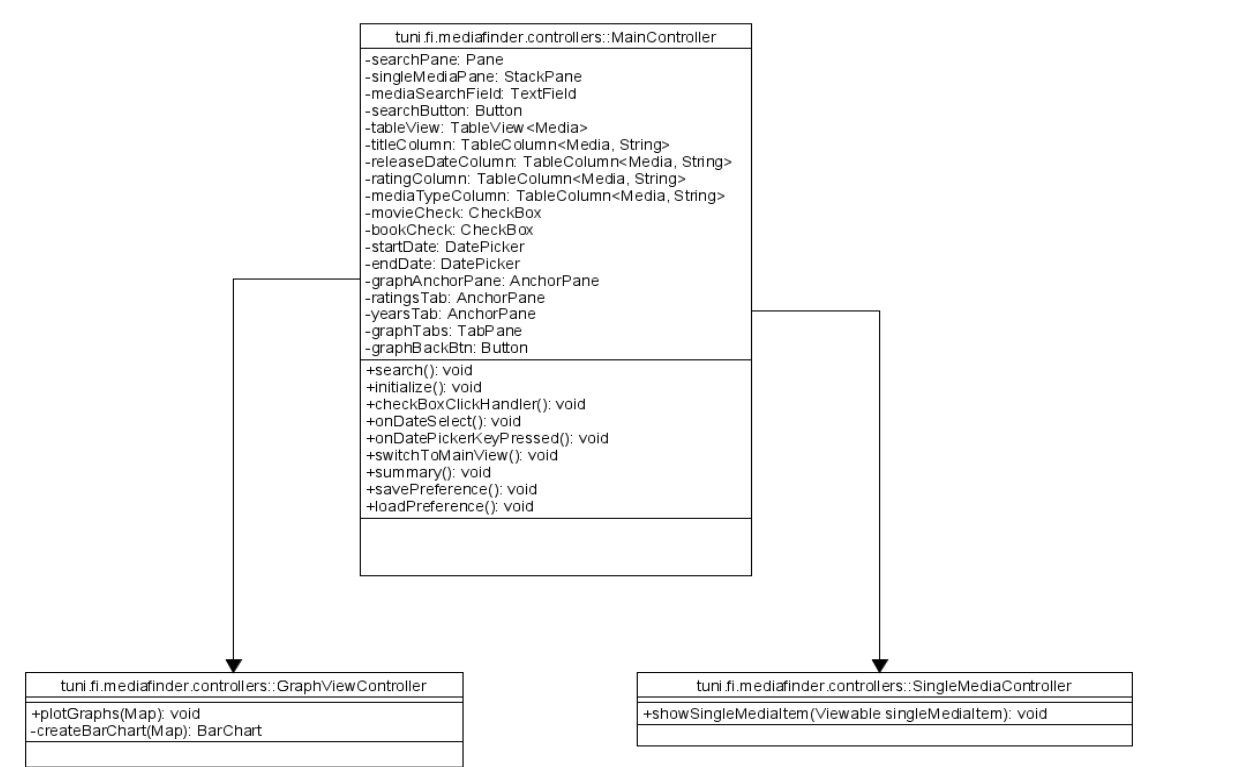 tuni.fi.mediafinder.controllers::MainController
-searchPane: Pane
-singleMediaPane: StackPane
-mediaSearchField: TextField
-searchButton: Button
-tableView: TableView<Media>
-titleColumn: TableColumn<Media, String>
-releaseDateColumn: TableColumn<Media, String>
-ratingColumn: TableColumn<Media, String>
-mediaTypeColumn: TableColumn<Media, String>
-movieCheck: CheckBox
-bookCheck: CheckBox
-startDate: DatePicker
-endDate: DatePicker
-graphAnchorPane: AnchorPane
-ratingsTab: AnchorPane
-yearsTab: AnchorPane
-graphTabs: TabPane
-graphBackBtn: Button
+search(): void
+initialize(): void
+checkBoxClickHandler(): void
+onDateSelect(): void
+onDatePickerKeyPressed(): void
+switchToMainView(): void
+summary(): void
+savePreference(): void
+loadPreference(): void
tuni.fi.mediafinder.controllers::GraphViewController
+plotGraphs(Map): void
-createBarChart(Map): BarChart
tuni.fi.mediafinder.controllers::SingleMediaController
+showSingleMediaItem(Viewable singleMediaItem): void